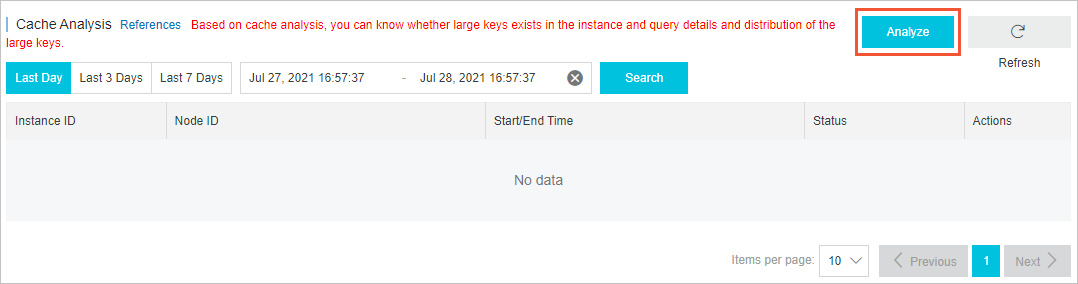 Cache Analysis References Based on cache analysis, you can know whether large keys exists in the instance and query details and distribution of the
large keys.
Analyze
Refresh
Last Day Last 3 Days Last 7 Days Jul 27, 2021 16:57:37 - Jul 28, 2021 16:57:37 Search
Instance ID Node ID Start/End Time Status Actions
No data
Items per page: 10 Previous 1 Next